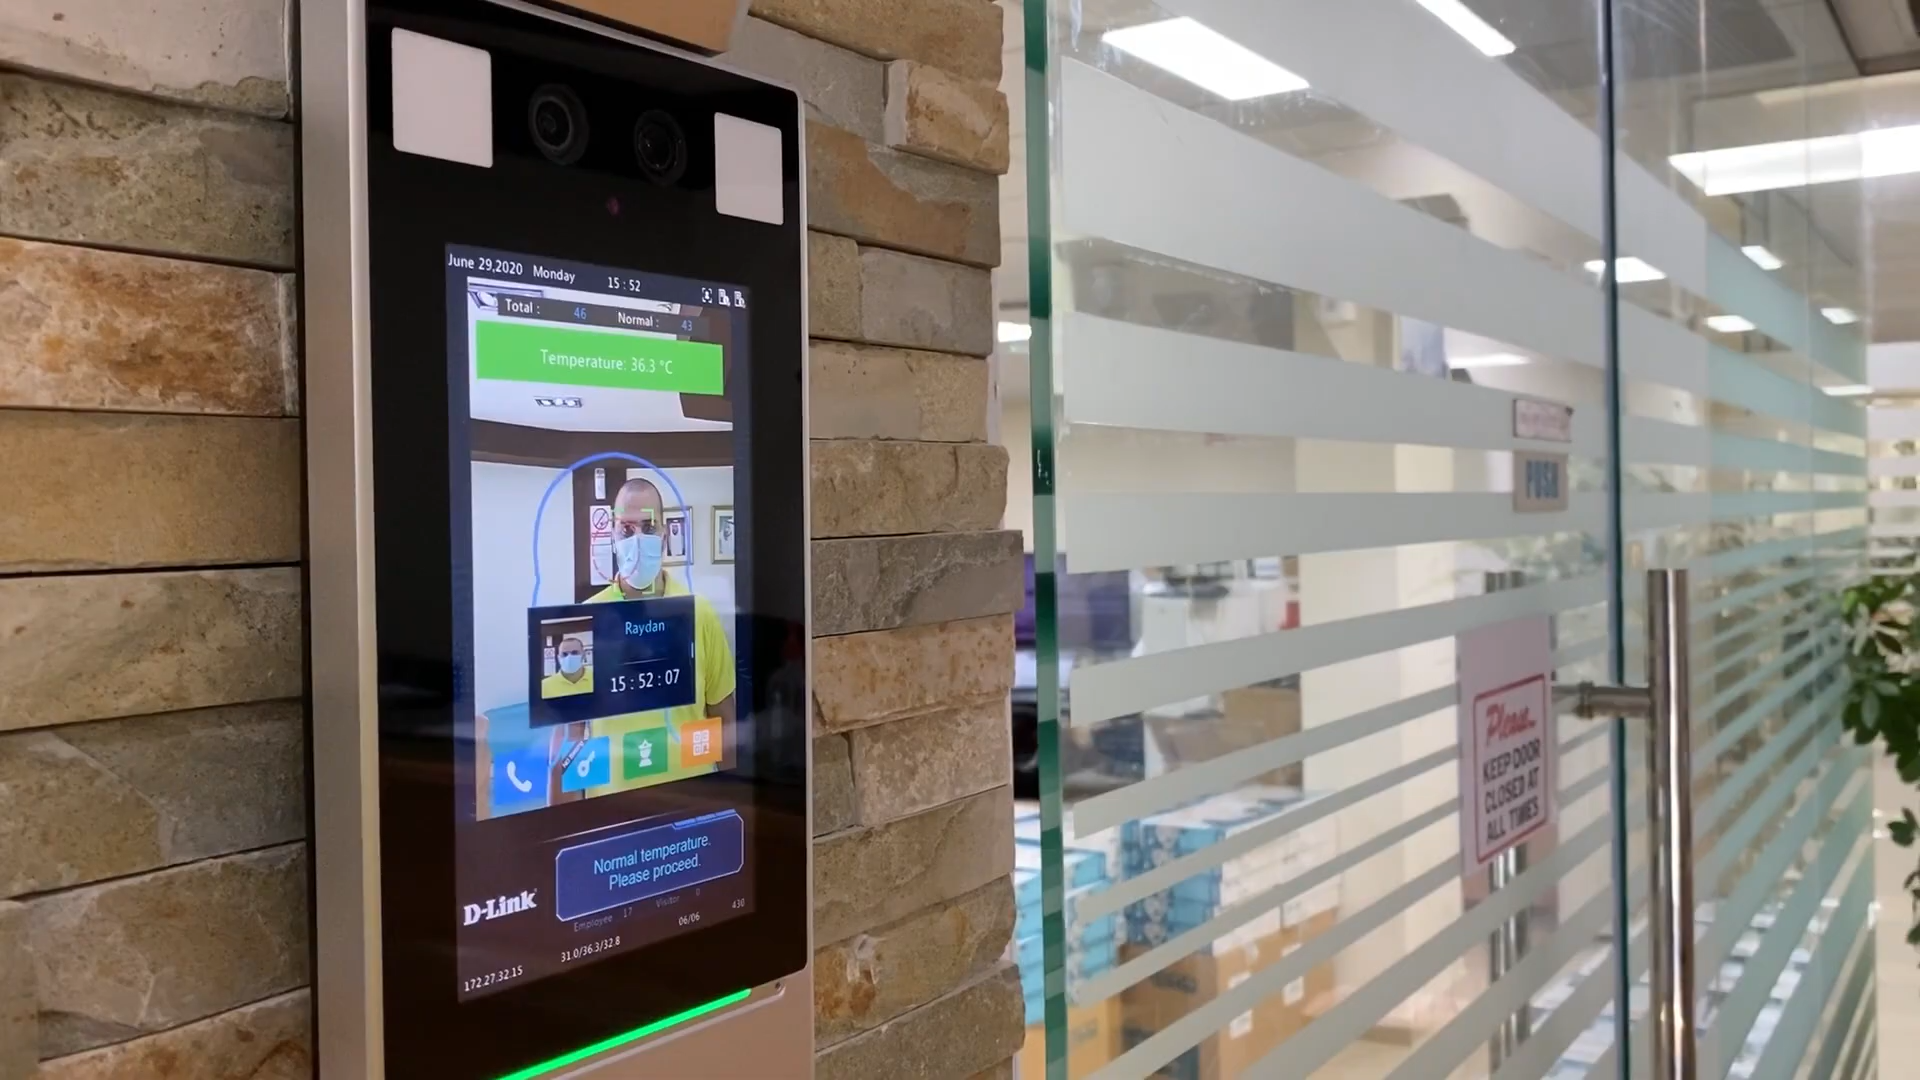 June 29,2020 Monday 15 : 52
Total : 46 Normal : 43
Temperature: 36.3 °C
Raydan
15 : 52 : 07
Normal temperature.
Please proceed.
D-Link
Employee 17 Visitor 0
31.0/36.3/32.8 06/06 430
172.27.32.15
PUSH
Please...
KEEP DOOR
CLOSED AT
ALL TIMES